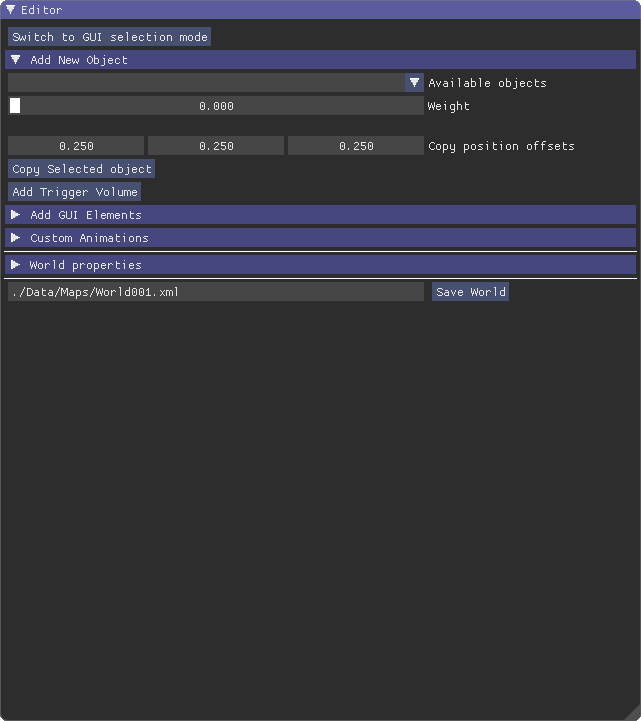 Editor
Switch to GUI selection mode
Add New Object
Available objects
0.000 Weight
0.250 0.250 0.250 Copy position offsets
Copy Selected object
Add Trigger Volume
Add GUI Elements
Custom Animations
World properties
./Data/Maps/World001.xml Save World